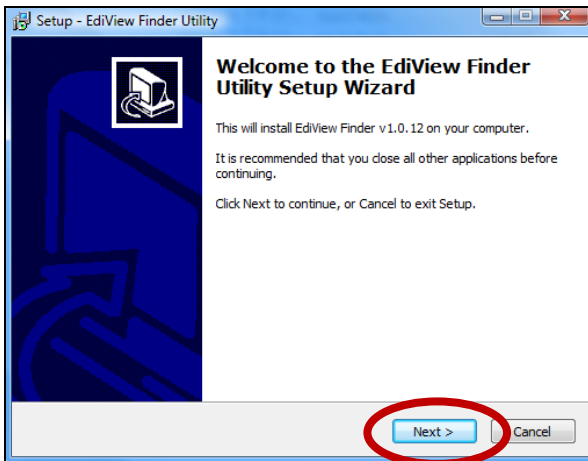 Setup - EdiView Finder Utility
Welcome to the EdiView Finder
Utility Setup Wizard
This will install EdiView Finder v1.0.12 on your computer.
It is recommended that you close all other applications before
continuing.
Click Next to continue, or Cancel to exit Setup.
Next >
Cancel